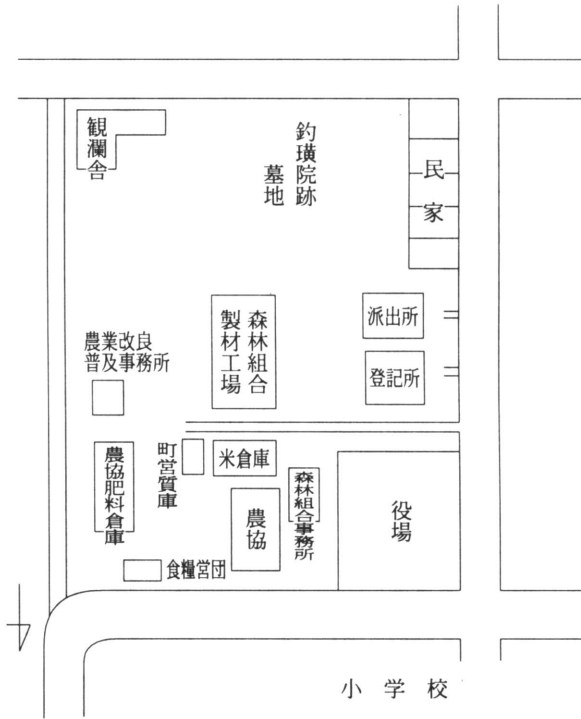 観瀾舎
釣璜院跡
墓地
民家
派出所
登記所
森林組合
製材工場
農業改良
普及事務所
農協肥料倉庫
町営質庫
米倉庫
農協
森林組合事務所
役場
食糧営団
小学校